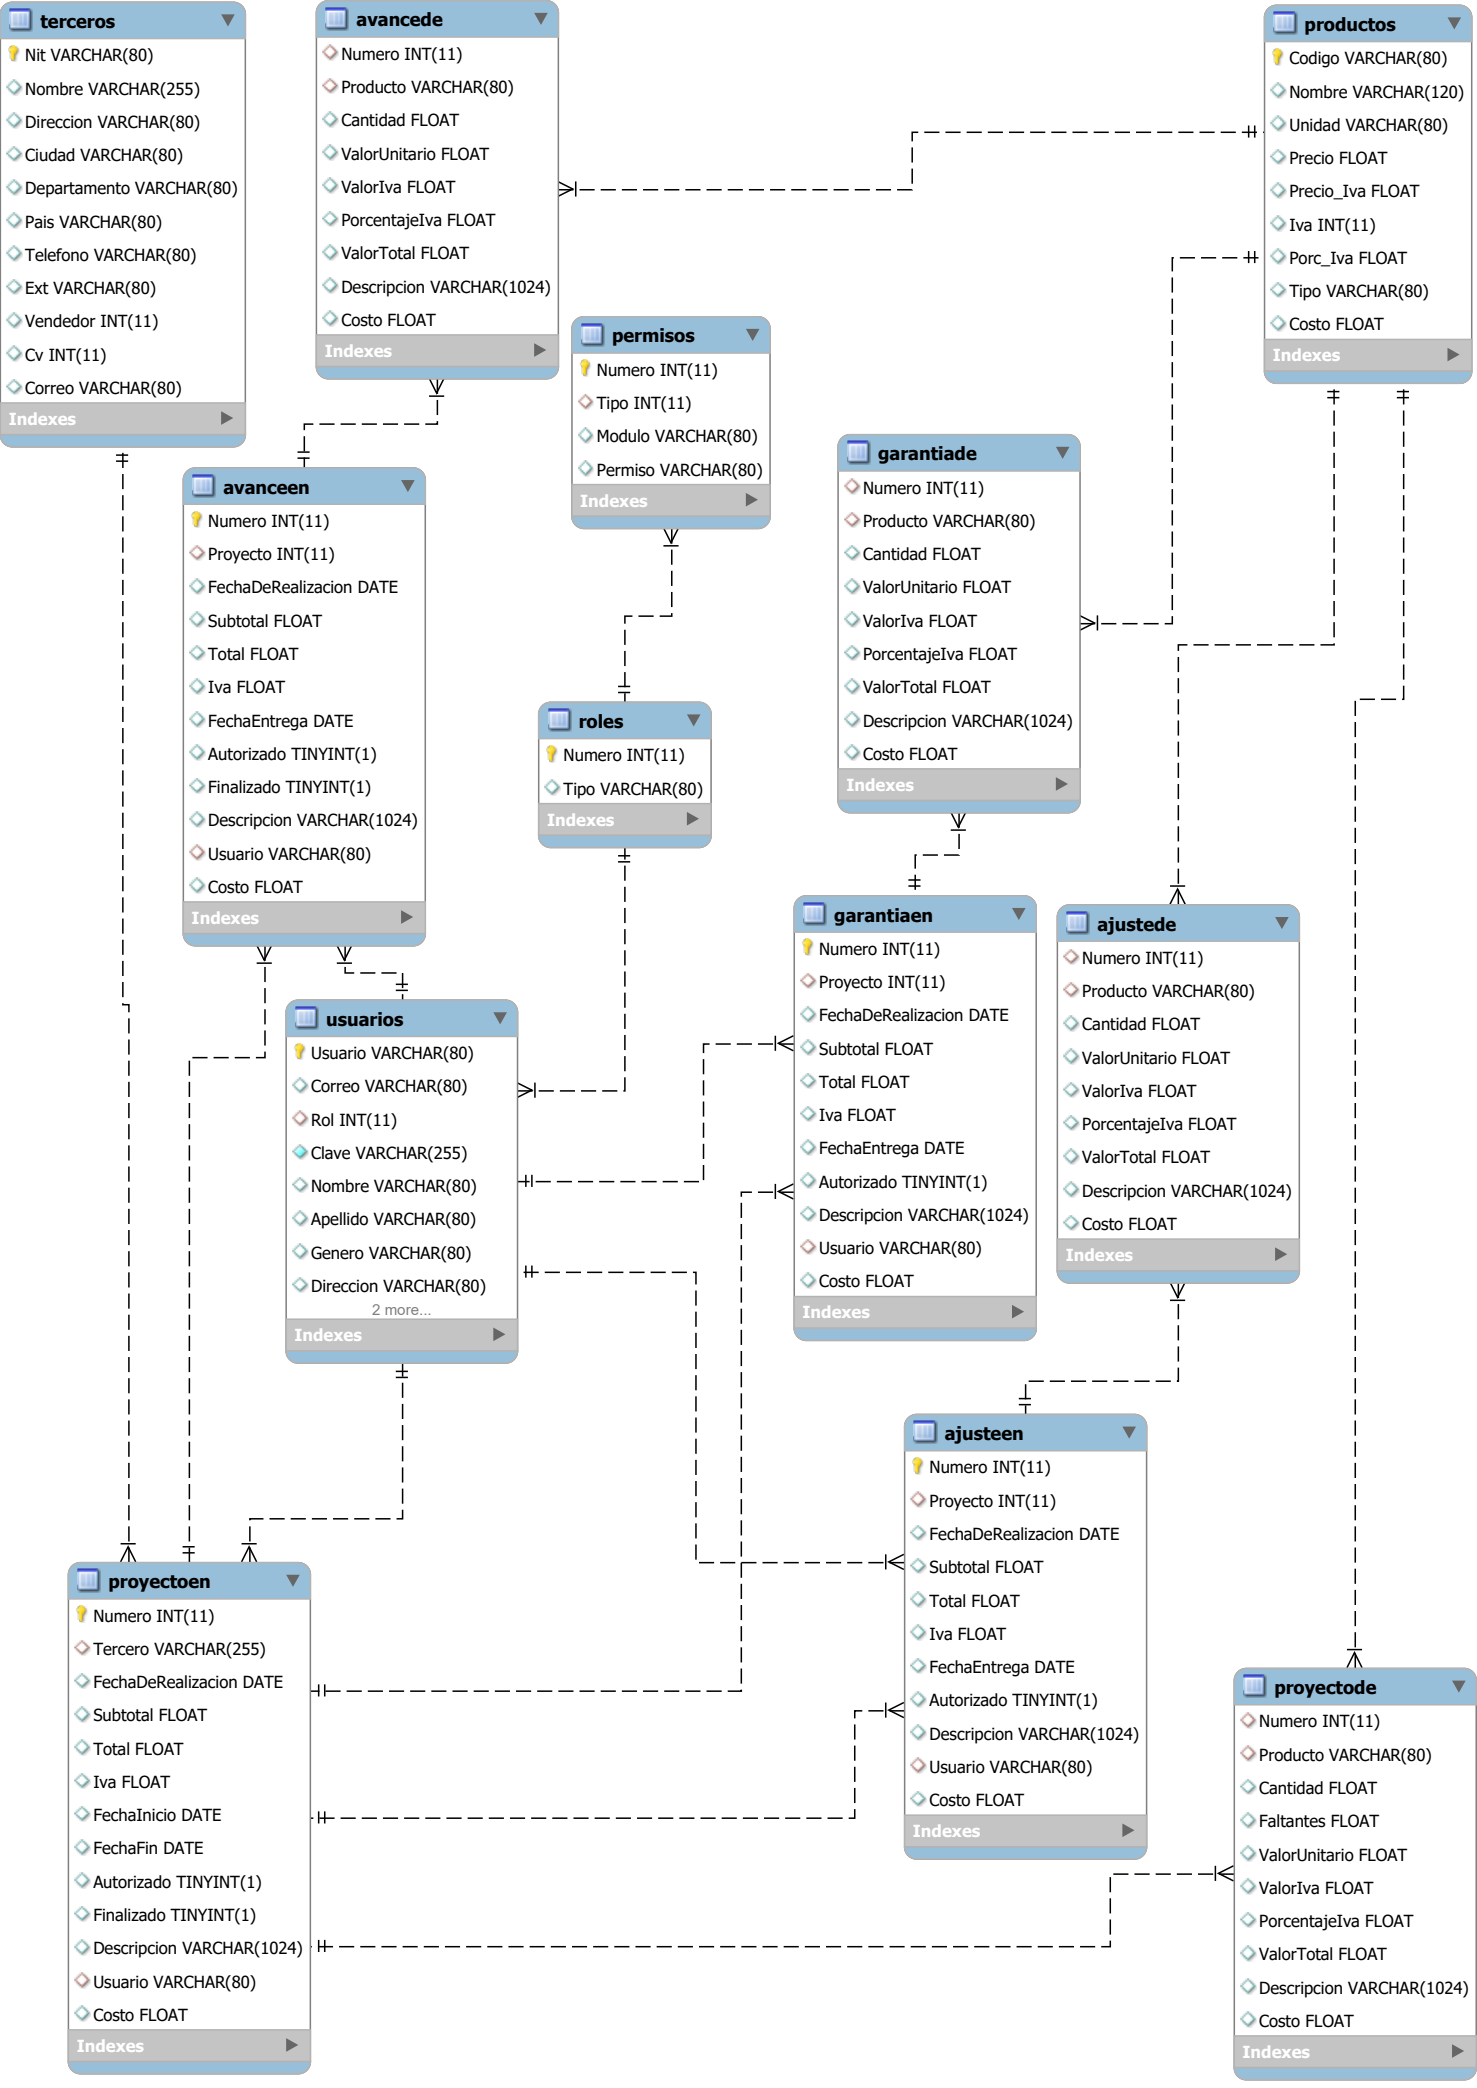 terceros
Nit VARCHAR(80)
Nombre VARCHAR(255)
Direccion VARCHAR(80)
Ciudad VARCHAR(80)
Departamento VARCHAR(80)
Pais VARCHAR(80)
Telefono VARCHAR(80)
Ext VARCHAR(80)
Vendedor INT(11)
Cv INT(11)
Correo VARCHAR(80)
Indexes
avancede
Numero INT(11)
Producto VARCHAR(80)
Cantidad FLOAT
ValorUnitario FLOAT
ValorIva FLOAT
PorcentajeIva FLOAT
ValorTotal FLOAT
Descripcion VARCHAR(1024)
Costo FLOAT
Indexes
productos
Codigo VARCHAR(80)
Nombre VARCHAR(120)
Unidad VARCHAR(80)
Precio FLOAT
Precio_Iva FLOAT
Iva INT(11)
Porc_Iva FLOAT
Tipo VARCHAR(80)
Costo FLOAT
Indexes
permisos
Numero INT(11)
Tipo INT(11)
Modulo VARCHAR(80)
Permiso VARCHAR(80)
Indexes
garantiade
Numero INT(11)
Producto VARCHAR(80)
Cantidad FLOAT
ValorUnitario FLOAT
ValorIva FLOAT
PorcentajeIva FLOAT
ValorTotal FLOAT
Descripcion VARCHAR(1024)
Costo FLOAT
Indexes
avanceen
Numero INT(11)
Proyecto INT(11)
FechaDeRealizacion DATE
Subtotal FLOAT
Total FLOAT
Iva FLOAT
FechaEntrega DATE
Autorizado TINYINT(1)
Finalizado TINYINT(1)
Descripcion VARCHAR(1024)
Usuario VARCHAR(80)
Costo FLOAT
Indexes
roles
Numero INT(11)
Tipo VARCHAR(80)
Indexes
garantiaen
Numero INT(11)
Proyecto INT(11)
FechaDeRealizacion DATE
Subtotal FLOAT
Total FLOAT
Iva FLOAT
FechaEntrega DATE
Autorizado TINYINT(1)
Descripcion VARCHAR(1024)
Usuario VARCHAR(80)
Costo FLOAT
Indexes
ajustede
Numero INT(11)
Producto VARCHAR(80)
Cantidad FLOAT
ValorUnitario FLOAT
ValorIva FLOAT
PorcentajeIva FLOAT
ValorTotal FLOAT
Descripcion VARCHAR(1024)
Costo FLOAT
Indexes
usuarios
Usuario VARCHAR(80)
Correo VARCHAR(80)
Rol INT(11)
Clave VARCHAR(255)
Nombre VARCHAR(80)
Apellido VARCHAR(80)
Genero VARCHAR(80)
Direccion VARCHAR(80)
2 more...
Indexes
ajusteen
Numero INT(11)
Proyecto INT(11)
FechaDeRealizacion DATE
Subtotal FLOAT
Total FLOAT
Iva FLOAT
FechaEntrega DATE
Autorizado TINYINT(1)
Descripcion VARCHAR(1024)
Usuario VARCHAR(80)
Costo FLOAT
Indexes
proyectoen
Numero INT(11)
Tercero VARCHAR(255)
FechaDeRealizacion DATE
Subtotal FLOAT
Total FLOAT
Iva FLOAT
FechaInicio DATE
FechaFin DATE
Autorizado TINYINT(1)
Finalizado TINYINT(1)
Descripcion VARCHAR(1024)
Usuario VARCHAR(80)
Costo FLOAT
Indexes
proyectode
Numero INT(11)
Producto VARCHAR(80)
Cantidad FLOAT
Faltantes FLOAT
ValorUnitario FLOAT
ValorIva FLOAT
PorcentajeIva FLOAT
ValorTotal FLOAT
Descripcion VARCHAR(1024)
Costo FLOAT
Indexes